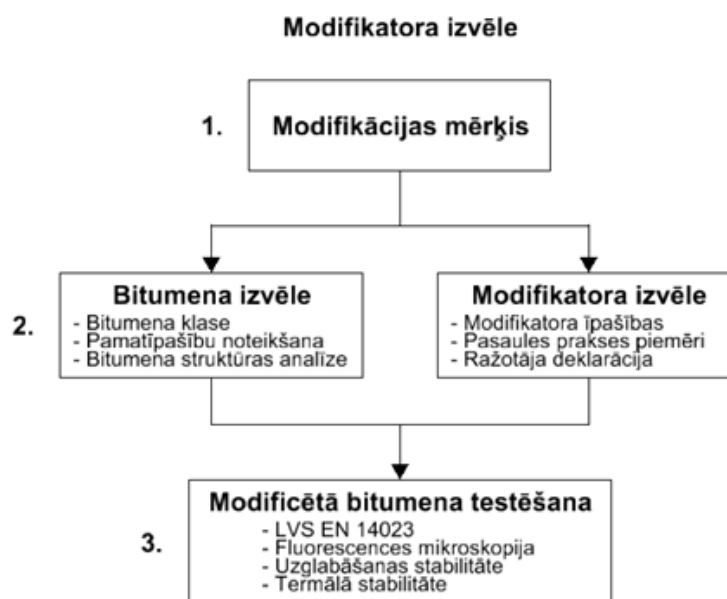 Modifikatora izvēle
1.
Modifikācijas mērķis
2.
Bitumena izvēle
- Bitumena klase
- Pamatīpašību noteikšana
- Bitumena struktūras analīze
Modifikatora izvēle
- Modifikatora īpašības
- Pasaules prakses piemēri
- Ražotāja deklarācija
3.
Modificētā bitumena testēšana
- LVS EN 14023
- Fluorescences mikroskopija
- Uzglabāšanas stabilitāte
- Termālā stabilitāte